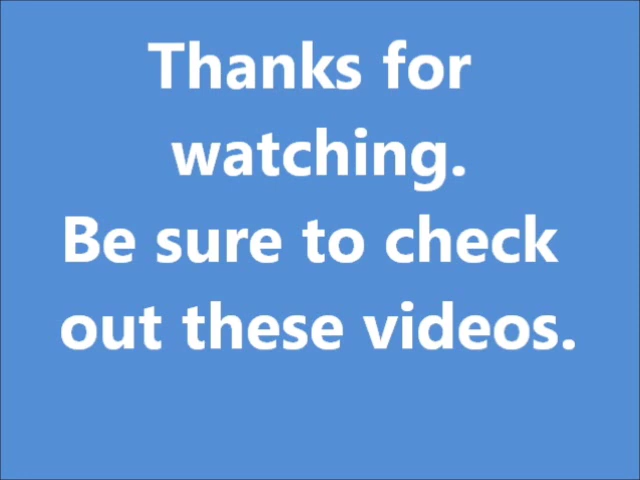 Thanks for
watching.
Be sure to check
out these videos.